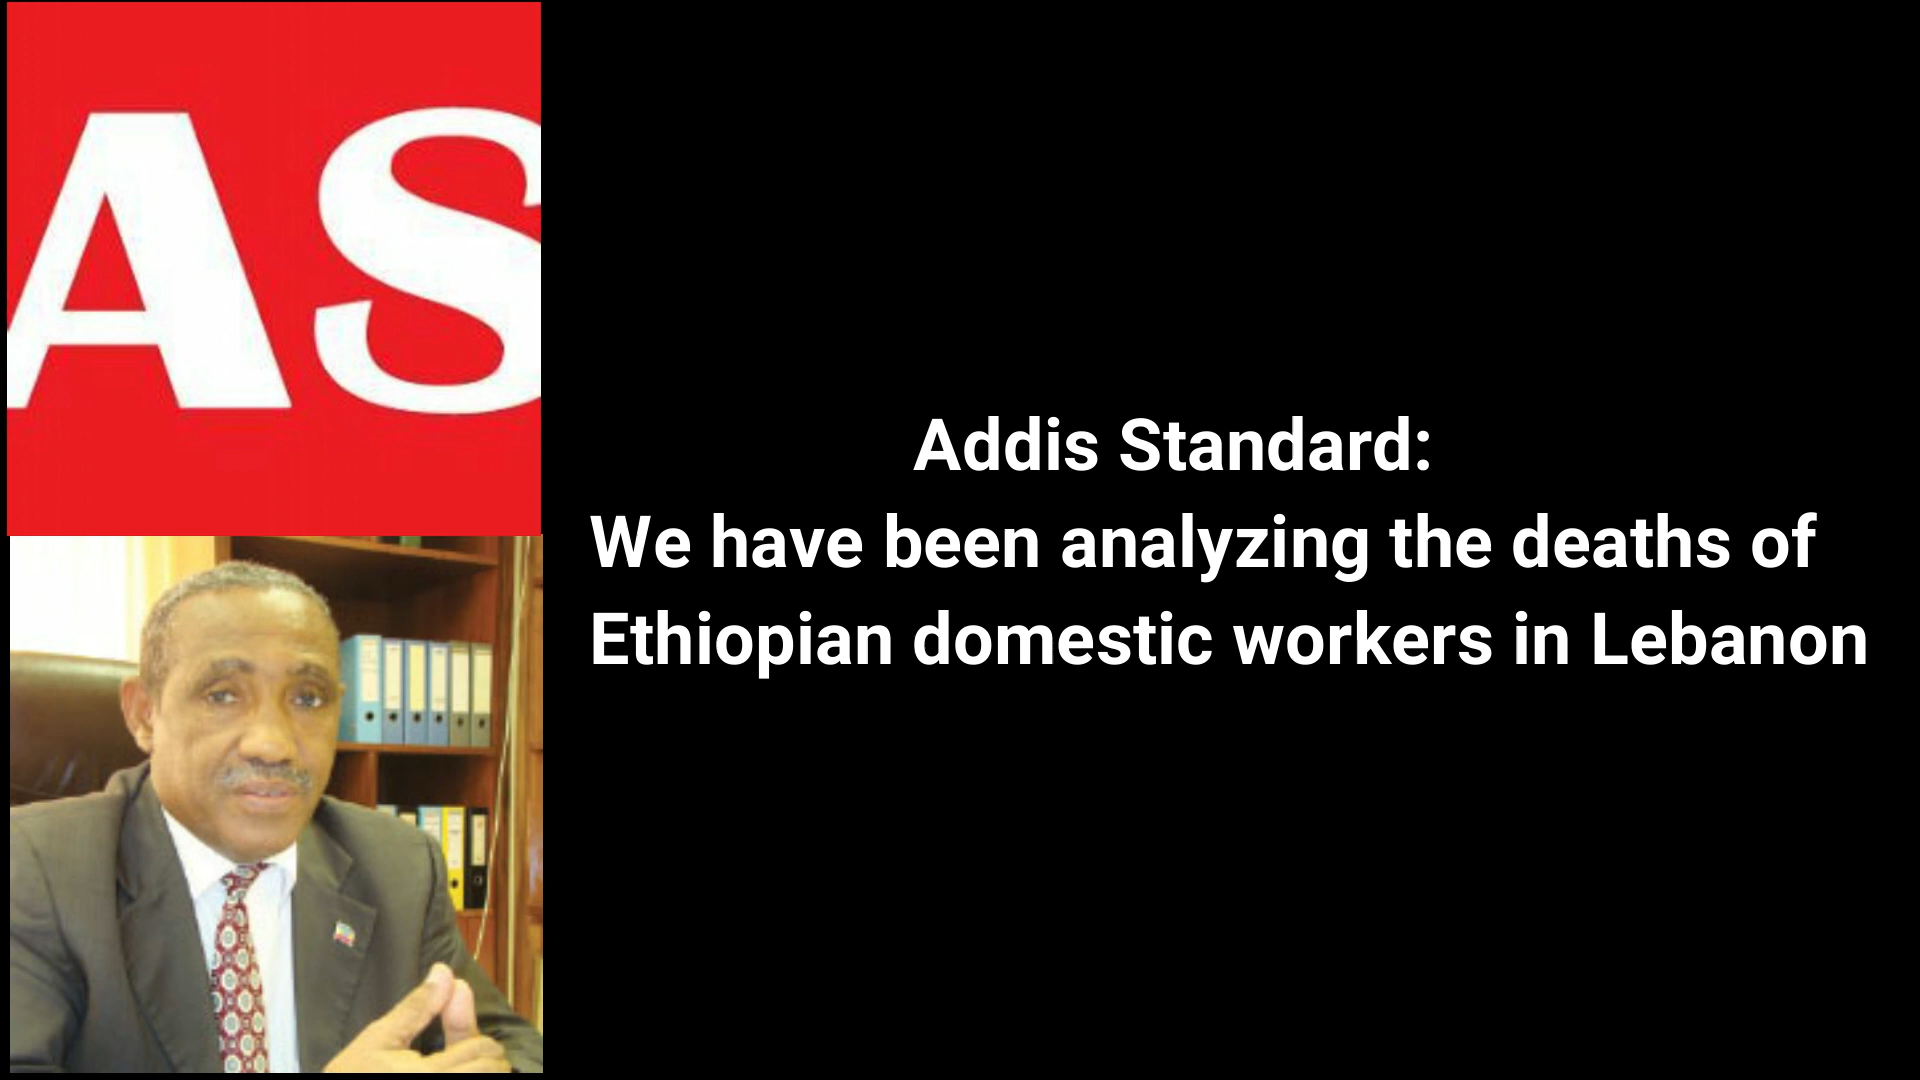 AS
Addis Standard:
We have been analyzing the deaths of
Ethiopian domestic workers in Lebanon